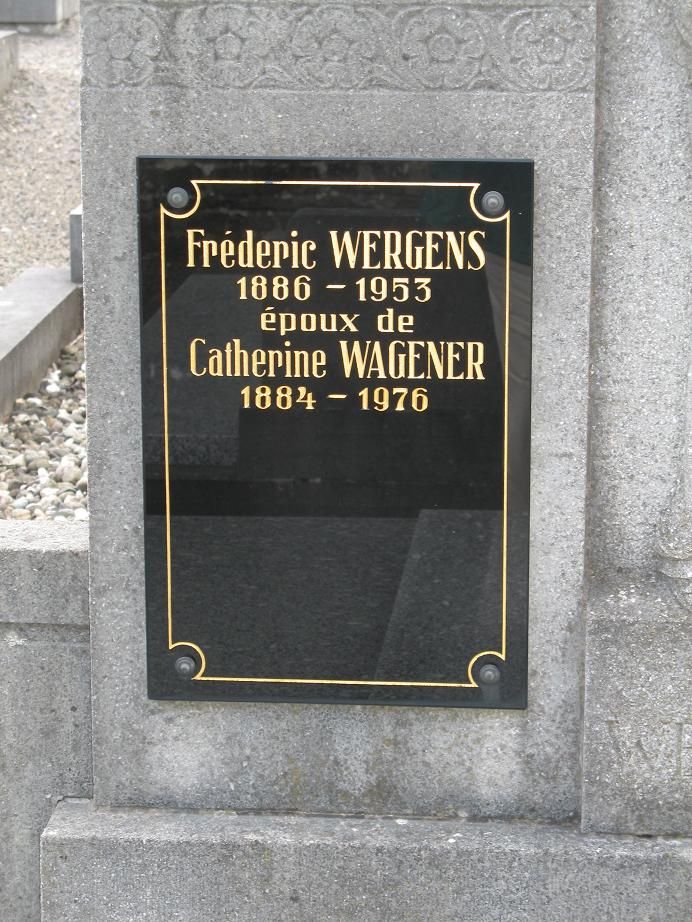 Fréderic WERGENS
1886 – 1953
époux de
Catherine WAGENER
1884 – 1976